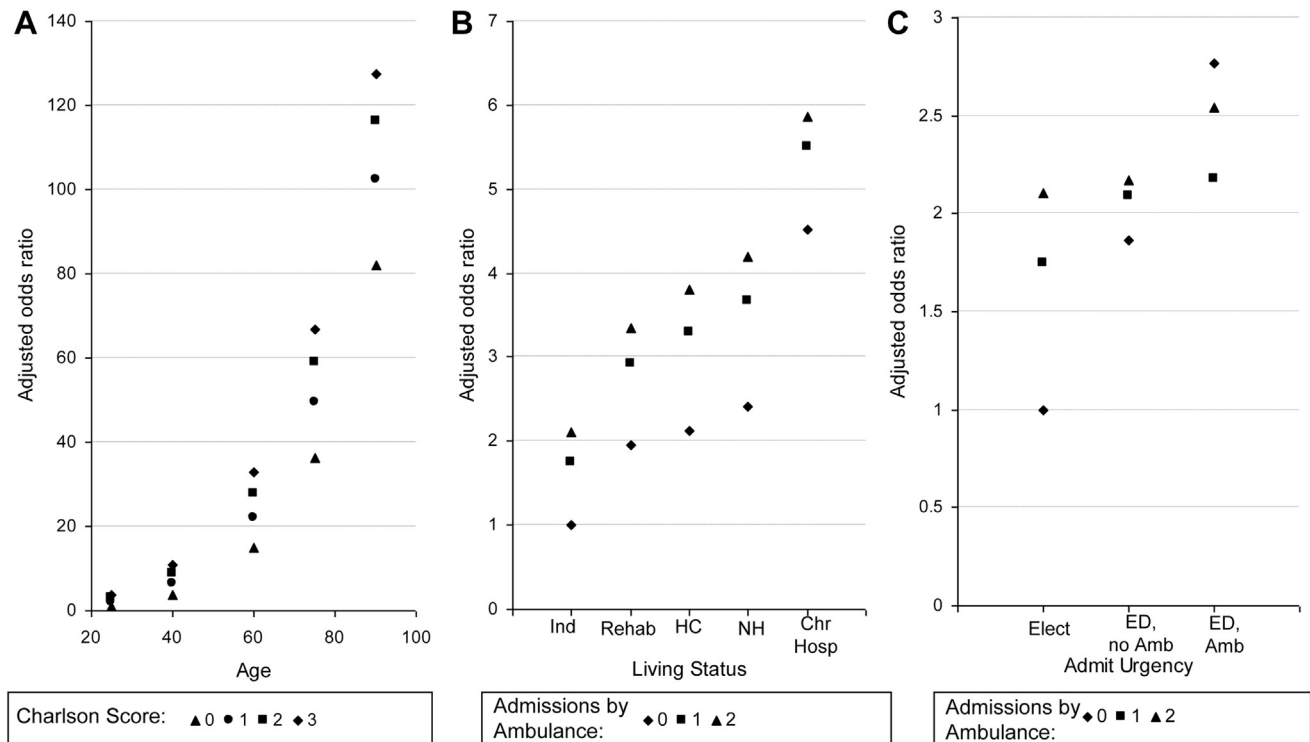 A
140
120
100
80
60
40
20
0
20 40 60 80 100
Adjusted odds ratio
Age
Charlson Score: ▲0 ●1 ■2 ◆3
B
7
6
5
4
3
2
1
0
Ind Rehab HC NH Chr
Hosp
Adjusted odds ratio
Living Status
Admissions by
Ambulance: ◆0 ■1 ▲2
C
3
2.5
2
1.5
1
0.5
0
Elect ED, ED,
no Amb Amb
Adjusted odds ratio
Admit Urgency
Admissions by
Ambulance: ◆0 ■1 ▲2